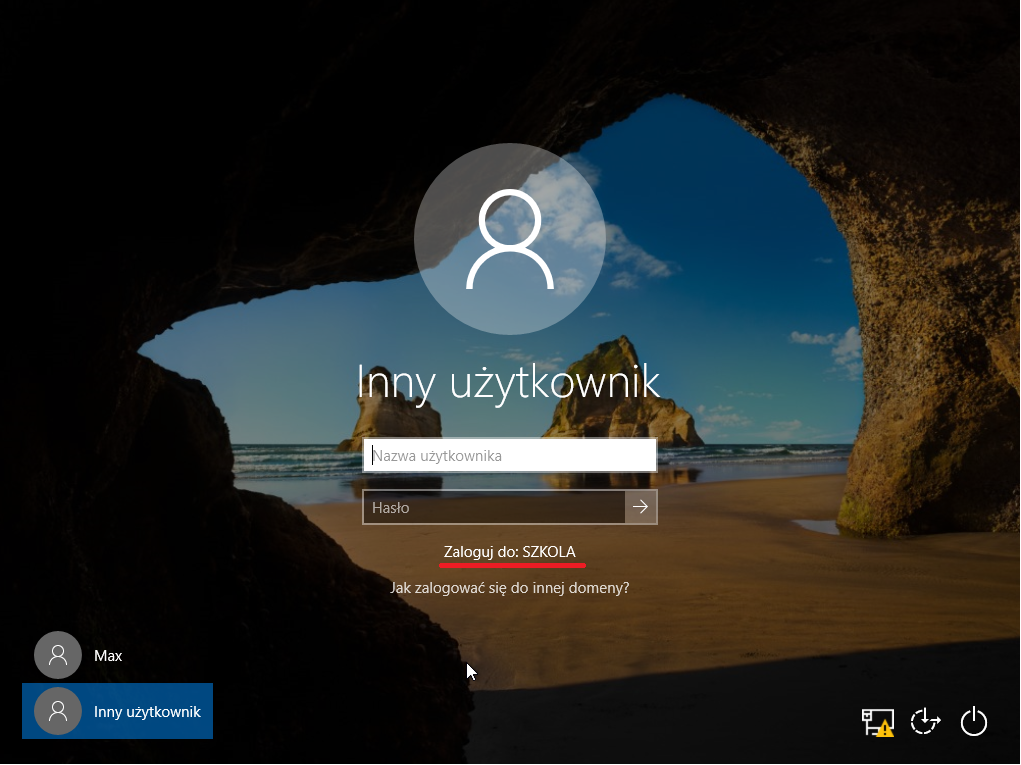 Inny użytkownik
Nazwa użytkownika
Hasło
Zaloguj do: SZKOLA
Jak zalogować się do innej domeny?
Max
Inny użytkownik